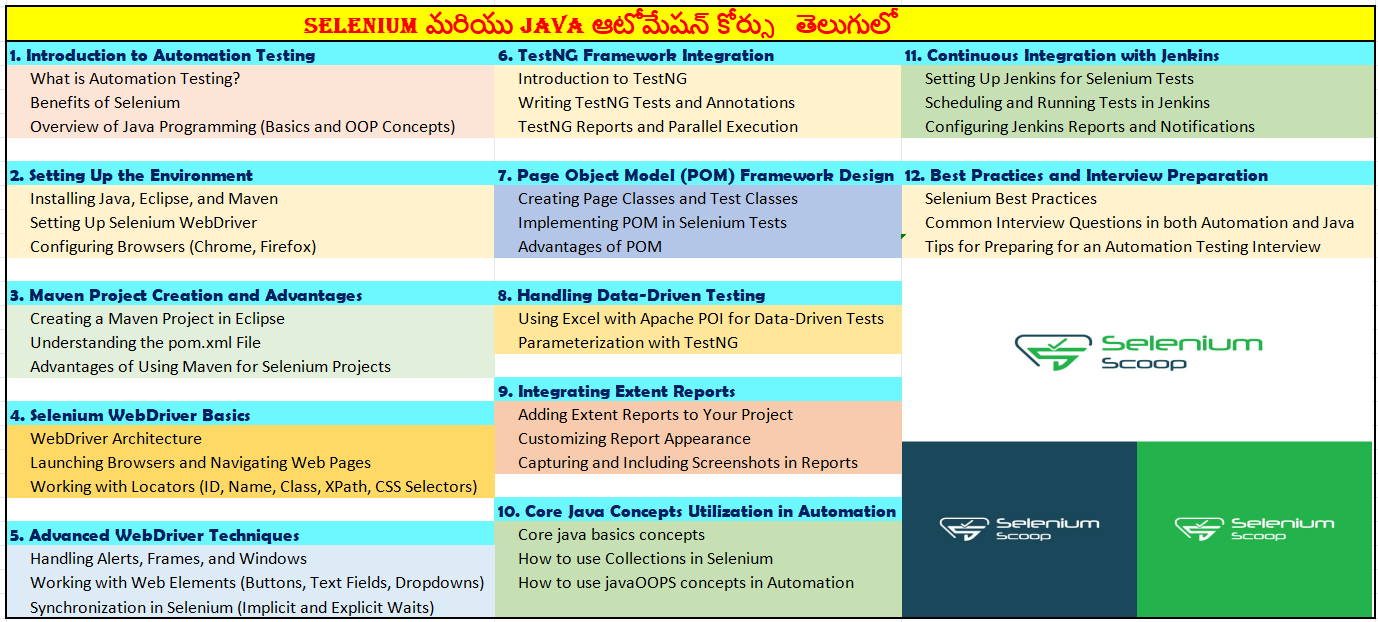 SELENIUM మరియు JAVA ఆటోమేషన్ కోర్సు తెలుగులో
1. Introduction to Automation Testing
What is Automation Testing?
Benefits of Selenium
Overview of Java Programming (Basics and OOP Concepts)
2. Setting Up the Environment
Installing Java, Eclipse, and Maven
Setting Up Selenium WebDriver
Configuring Browsers (Chrome, Firefox)
3. Maven Project Creation and Advantages
Creating a Maven Project in Eclipse
Understanding the pom.xml File
Advantages of Using Maven for Selenium Projects
4. Selenium WebDriver Basics
WebDriver Architecture
Launching Browsers and Navigating Web Pages
Working with Locators (ID, Name, Class, XPath, CSS Selectors)
5. Advanced WebDriver Techniques
Handling Alerts, Frames, and Windows
Working with Web Elements (Buttons, Text Fields, Dropdowns)
Synchronization in Selenium (Implicit and Explicit Waits)
6. TestNG Framework Integration
Introduction to TestNG
Writing TestNG Tests and Annotations
TestNG Reports and Parallel Execution
7. Page Object Model (POM) Framework Design
Creating Page Classes and Test Classes
Implementing POM in Selenium Tests
Advantages of POM
8. Handling Data-Driven Testing
Using Excel with Apache POI for Data-Driven Tests
Parameterization with TestNG
9. Integrating Extent Reports
Adding Extent Reports to Your Project
Customizing Report Appearance
Capturing and Including Screenshots in Reports
10. Core Java Concepts Utilization in Automation
Core java basics concepts
How to use Collections in Selenium
How to use javaOOPS concepts in Automation
11. Continuous Integration with Jenkins
Setting Up Jenkins for Selenium Tests
Scheduling and Running Tests in Jenkins
Configuring Jenkins Reports and Notifications
12. Best Practices and Interview Preparation
Selenium Best Practices
Common Interview Questions in both Automation and Java
Tips for Preparing for an Automation Testing Interview
Selenium
Scoop
Selenium
Scoop
Selenium
Scoop